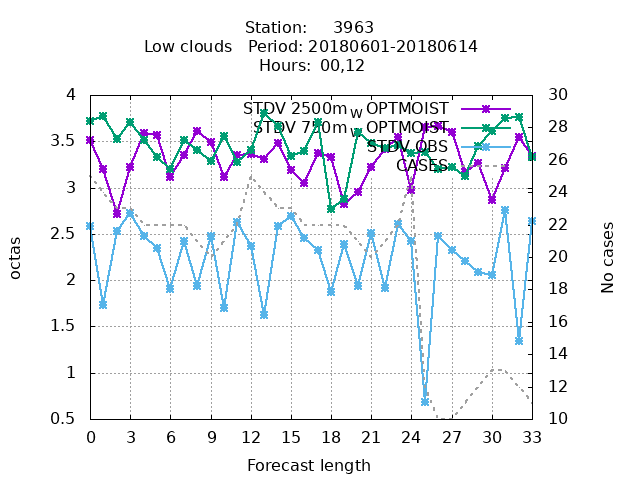 Station: 3963
Low clouds Period: 20180601-20180614
Hours: 00,12
STDV 2500m_W OPTMOIST
STDV 750m_W OPTMOIST
STDV OBS
CASES
octas
No cases
4
3.5
3
2.5
2
1.5
1
0.5
30
28
26
24
22
20
18
16
14
12
10
0 3 6 9 12 15 18 21 24 27 30 33
Forecast length